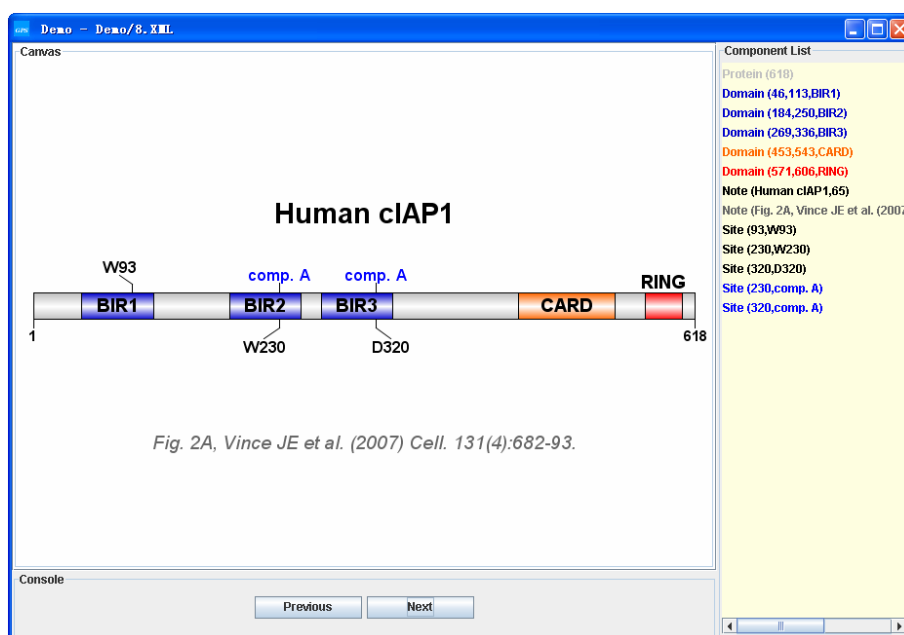 GPS Demo - Demo/8.XML
Canvas
Component List
Protein (618)
Domain (46,113,BIR1)
Domain (184,250,BIR2)
Domain (269,336,BIR3)
Domain (453,543,CARD)
Domain (571,606,RING)
Note (Human cIAP1,65)
Note (Fig. 2A, Vince JE et al. (2007
Site (93,W93)
Site (230,W230)
Site (320,D320)
Site (230,comp. A)
Site (320,comp. A)
Human cIAP1
W93 comp. A comp. A RING
BIR1 BIR2 BIR3 CARD
1 W230 D320 618
Fig. 2A, Vince JE et al. (2007) Cell. 131(4):682-93.
Console
Previous Next